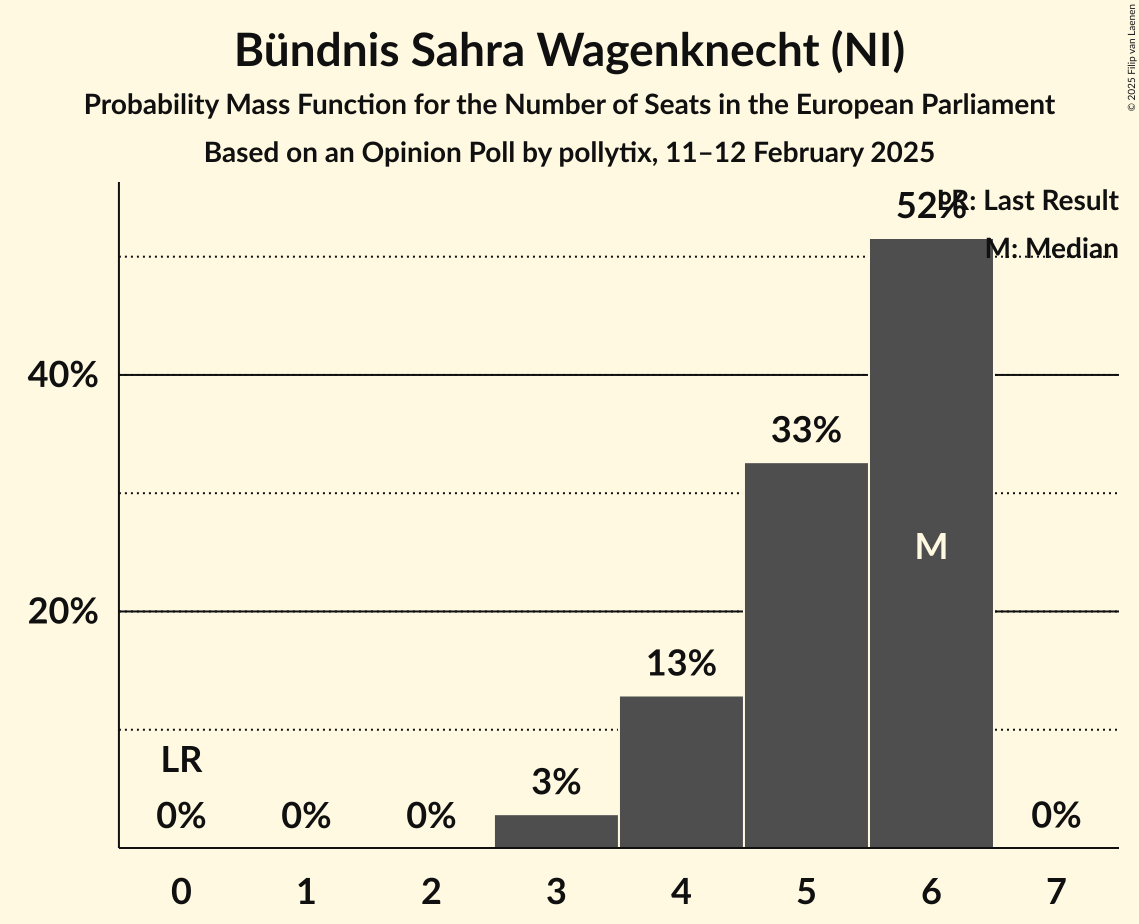 Bündnis Sahra Wagenknecht (NI)
Probability Mass Function for the Number of Seats in the European Parliament
Based on an Opinion Poll by pollytix, 11–12 February 2025
© 2025 Filip van Laenen
LR: Last Result
M: Median
52%
40%
33%
M
20%
13%
LR
3%
0% 0% 0% 0%
0 1 2 3 4 5 6 7